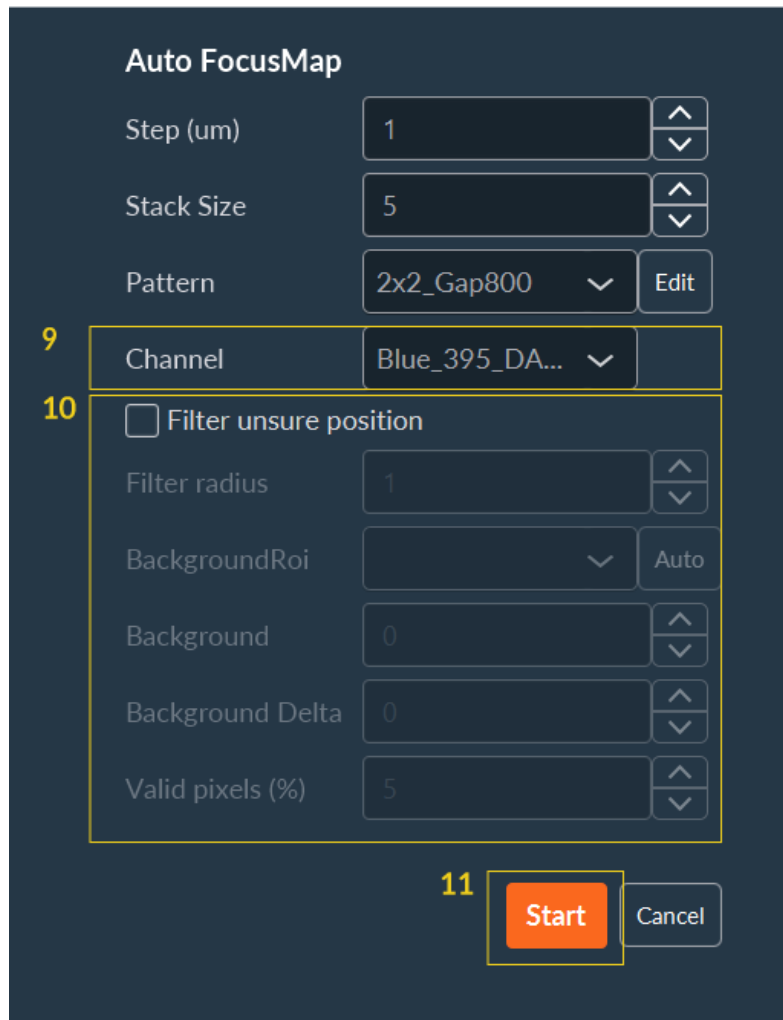 Auto FocusMap
Step (um) 1
Stack Size 5
Pattern 2x2_Gap800 Edit
9 Channel Blue_395_DA...
10 Filter unsure position
Filter radius 1
BackgroundRoi Auto
Background 0
Background Delta 0
Valid pixels (%) 5
11 Start Cancel